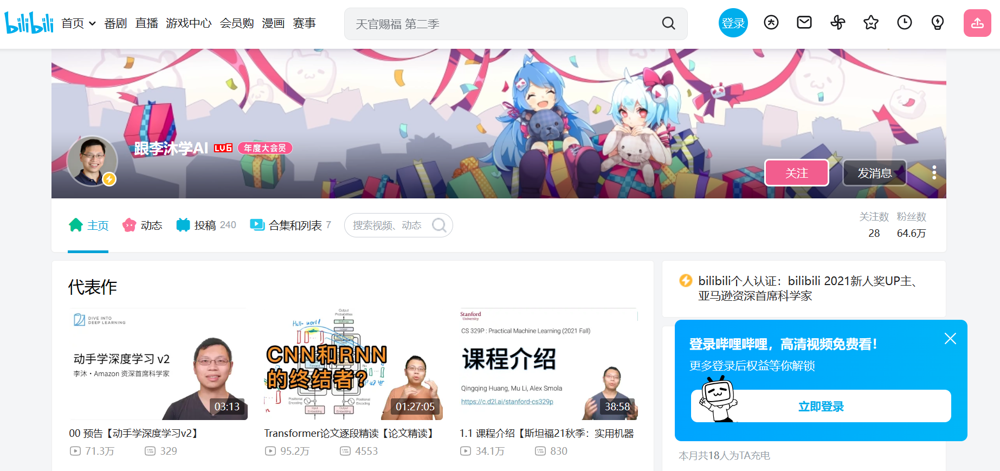 bilibili 首页 番剧 直播 游戏中心 会员购 漫画 赛事
天官赐福 第二季
登录
跟李沐学AI LV6 年度大会员
关注 发消息
主页 动态 投稿 240 合集和列表 7
搜索视频、动态
关注数 粉丝数
28 64.6万
代表作
DIVE INTO
DEEP LEARNING
动手学深度学习 v2
李沐·Amazon 资深首席科学家
03:13
00 预告【动手学深度学习v2】
71.3万 329
Output
Probabilities
Softmax
Linear
Hello world
CNN和RNN
的终结者?
Forward
Nx
Positional
Encoding
Positional
Encoding
Input
Embedding
Output
Embedding
01:27:05
Transformer论文逐段精读【论文精读】
95.2万 4553
Stanford
University
CS 329P : Practical Machine Learning (2021 Fall)
课程介绍
Qingqing Huang, Mu Li, Alex Smola
https://c.d2l.ai/stanford-cs329p
38:58
1.1 课程介绍【斯坦福21秋季：实用机器
34.1万 830
bilibili个人认证：bilibili 2021新人奖UP主、
亚马逊资深首席科学家
登录哔哩哔哩，高清视频免费看！
更多登录后权益等你解锁
立即登录
本月共18人为TA充电